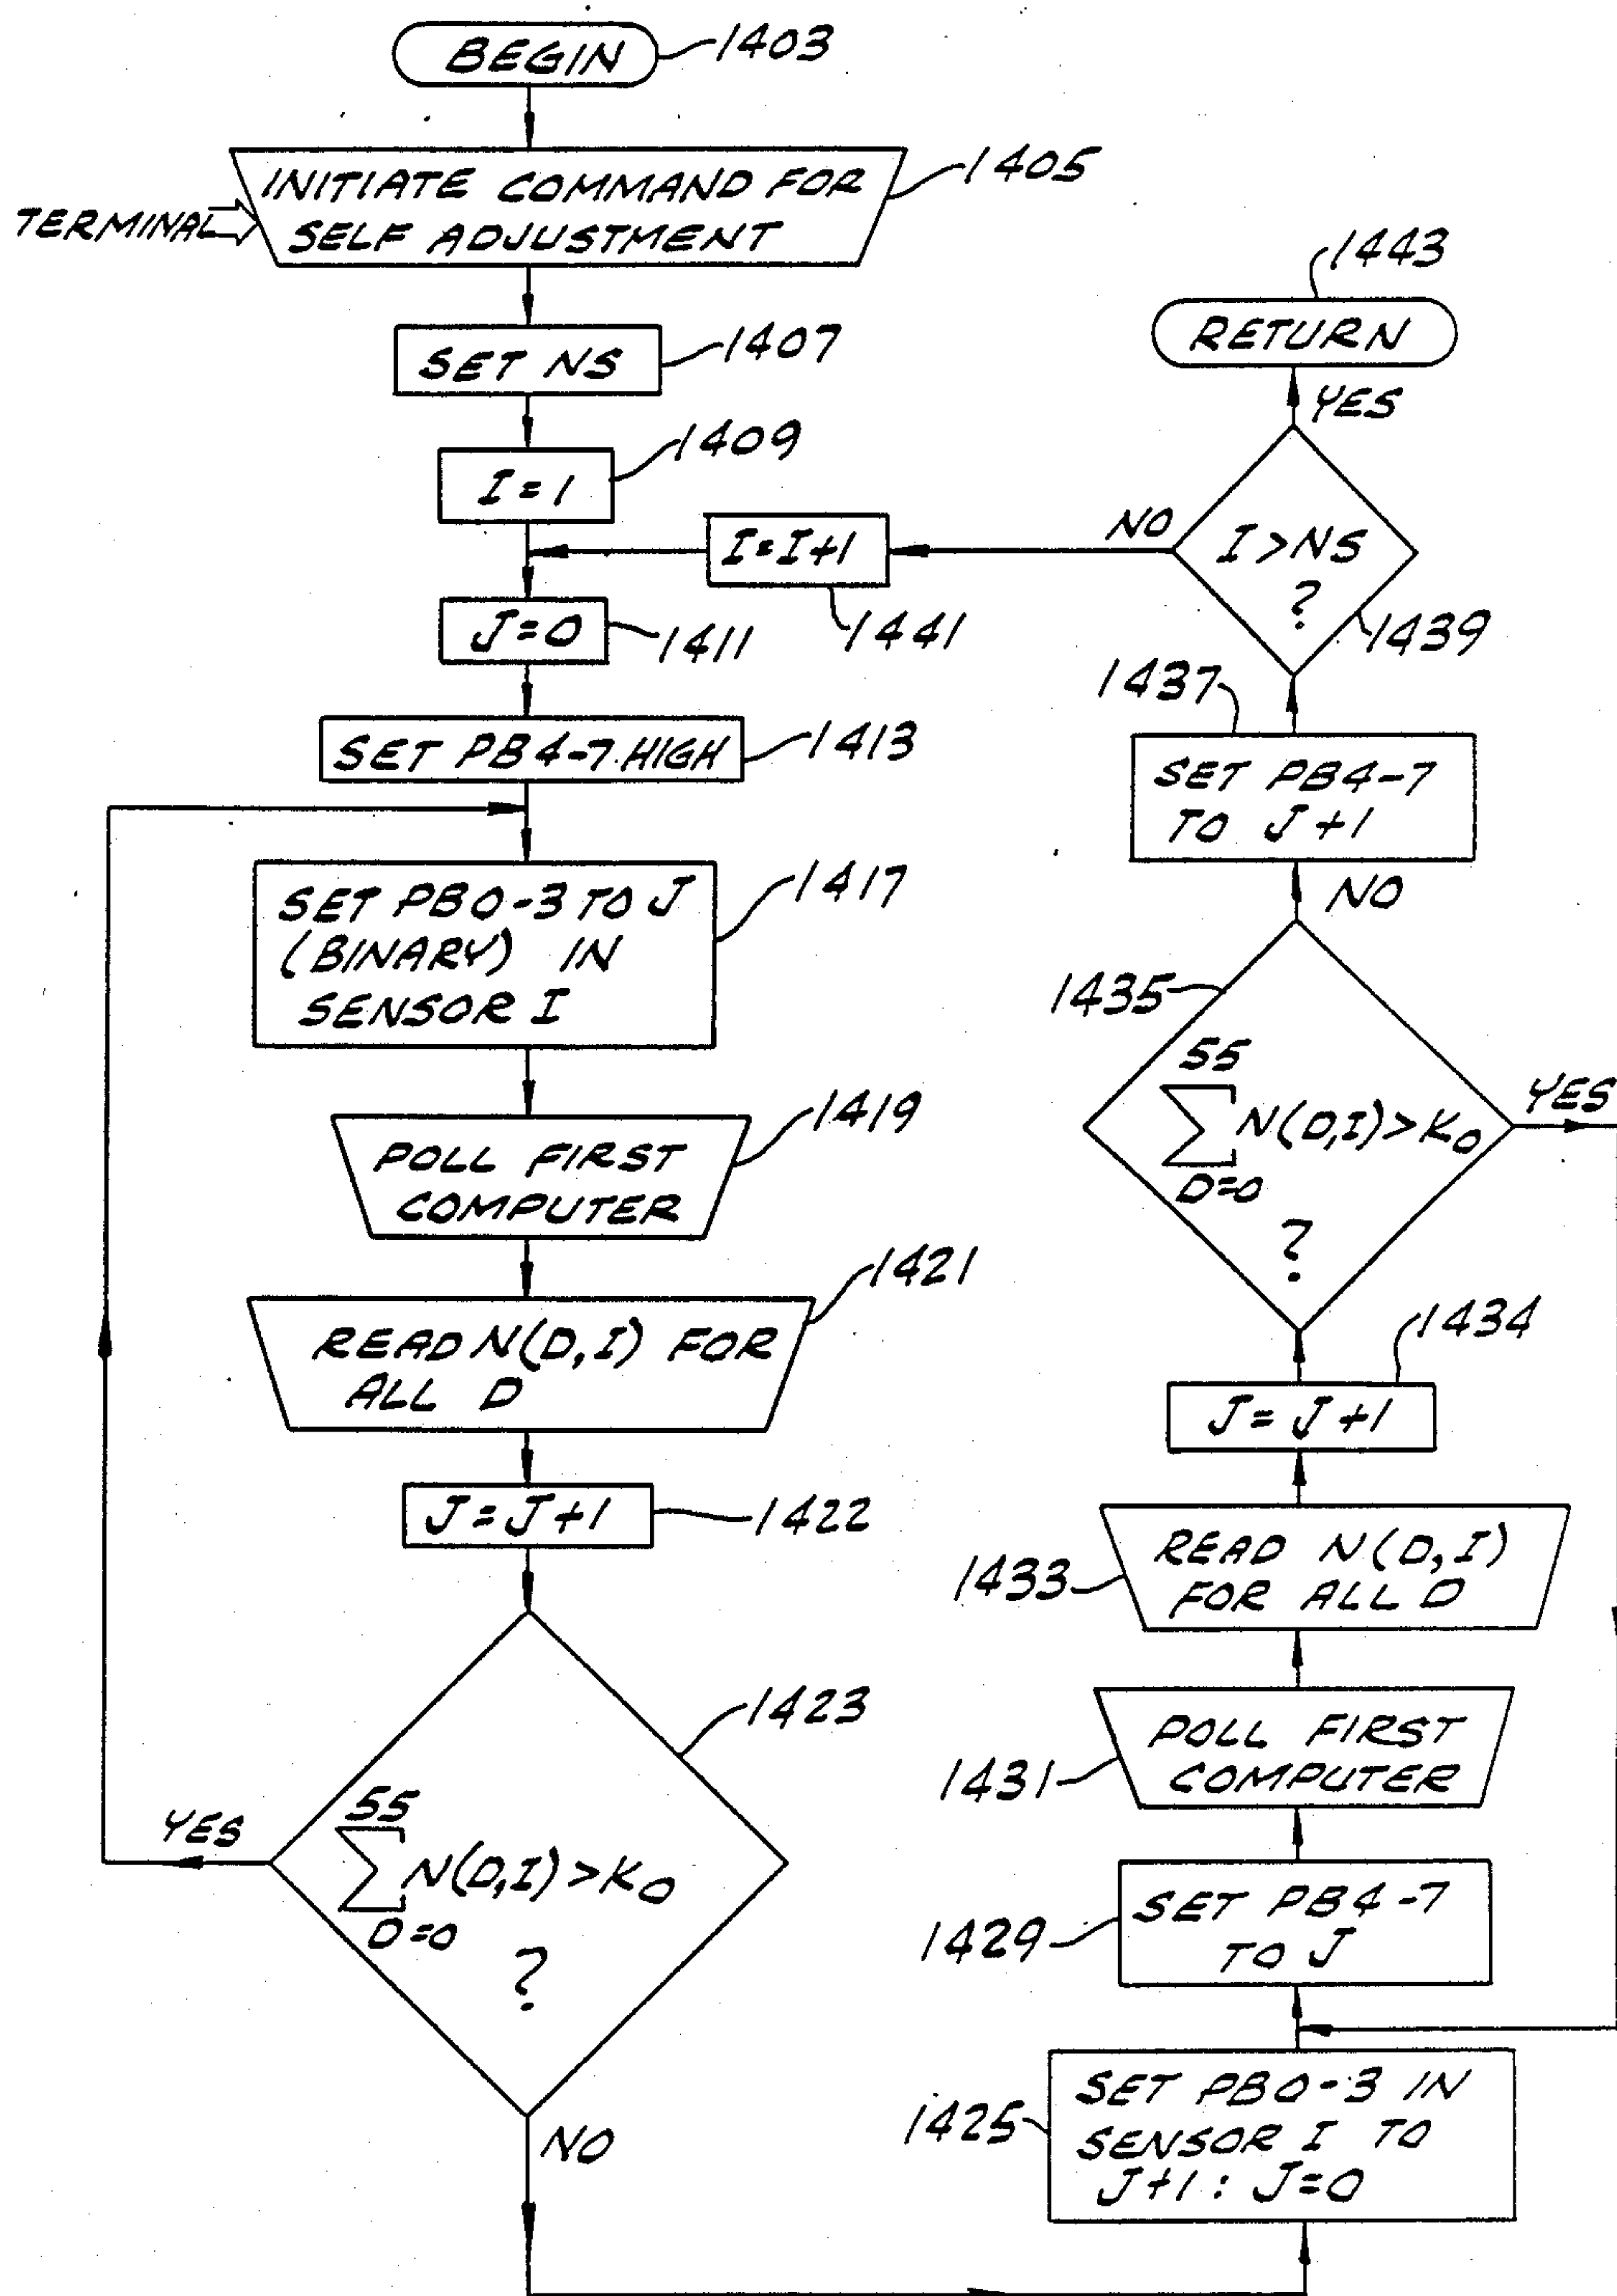 BEGIN
1403
INITIATE COMMAND FOR
SELF ADJUSTMENT
1405
TERMINAL
SET NS
1407
I=1
1409
J=0
1411
SET PB4-7 HIGH
1413
SET PB0-3 TO J
(BINARY) IN
SENSOR I
1417
POLL FIRST
COMPUTER
1419
READ N(D,I) FOR
ALL D
1421
J=J+1
1422
55
∑ N(D,I)>K0
D=0
?
1423
YES
NO
SET PB0-3 IN
SENSOR I TO
J+1: J=0
1425
SET PB4-7
TO J
1429
POLL FIRST
COMPUTER
1431
READ N(D,I)
FOR ALL D
1433
J=J+1
1434
55
∑ N(D,I)>K0
D=0
?
1435
YES
NO
SET PB4-7
TO J+1
1437
I>NS
?
1439
NO
I=I+1
1441
YES
RETURN
1443